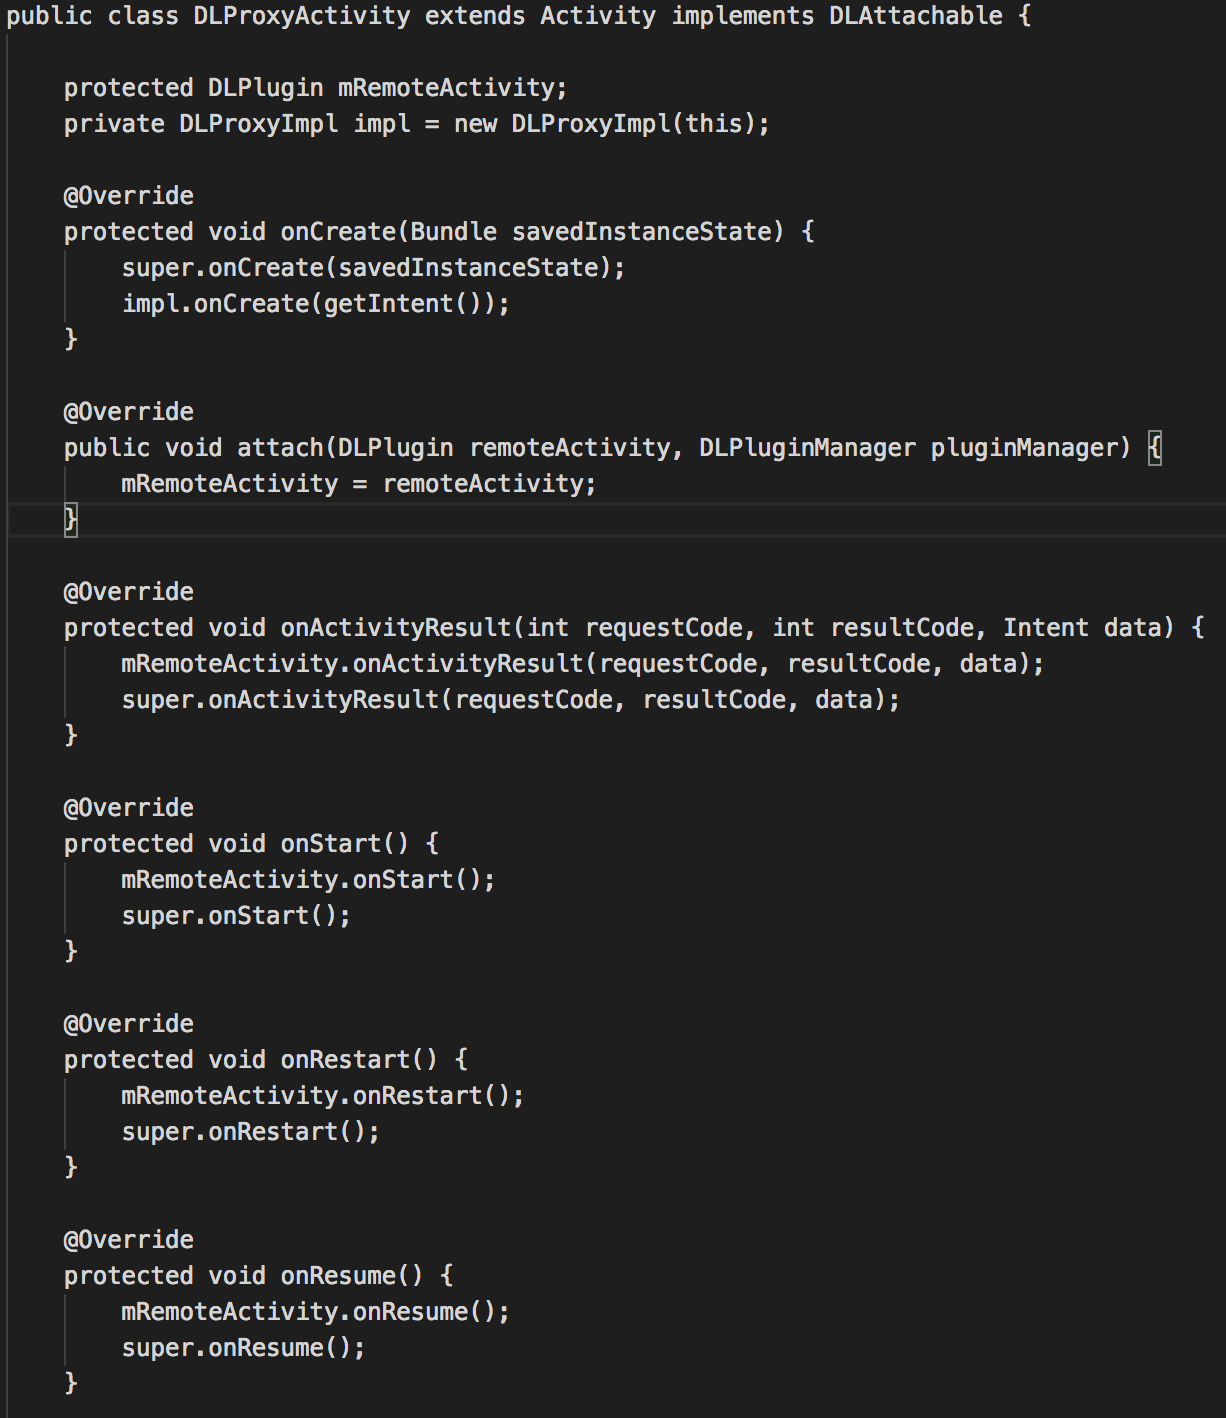 public class DLProxyActivity extends Activity implements DLAttachable {
protected DLPlugin mRemoteActivity;
private DLProxyImpl impl = new DLProxyImpl(this);
@Override
protected void onCreate(Bundle savedInstanceState) {
super.onCreate(savedInstanceState);
impl.onCreate(getIntent());
}
@Override
public void attach(DLPlugin remoteActivity, DLPluginManager pluginManager) {
mRemoteActivity = remoteActivity;
}
@Override
protected void onActivityResult(int requestCode, int resultCode, Intent data) {
mRemoteActivity.onActivityResult(requestCode, resultCode, data);
super.onActivityResult(requestCode, resultCode, data);
}
@Override
protected void onStart() {
mRemoteActivity.onStart();
super.onStart();
}
@Override
protected void onRestart() {
mRemoteActivity.onRestart();
super.onRestart();
}
@Override
protected void onResume() {
mRemoteActivity.onResume();
super.onResume();
}